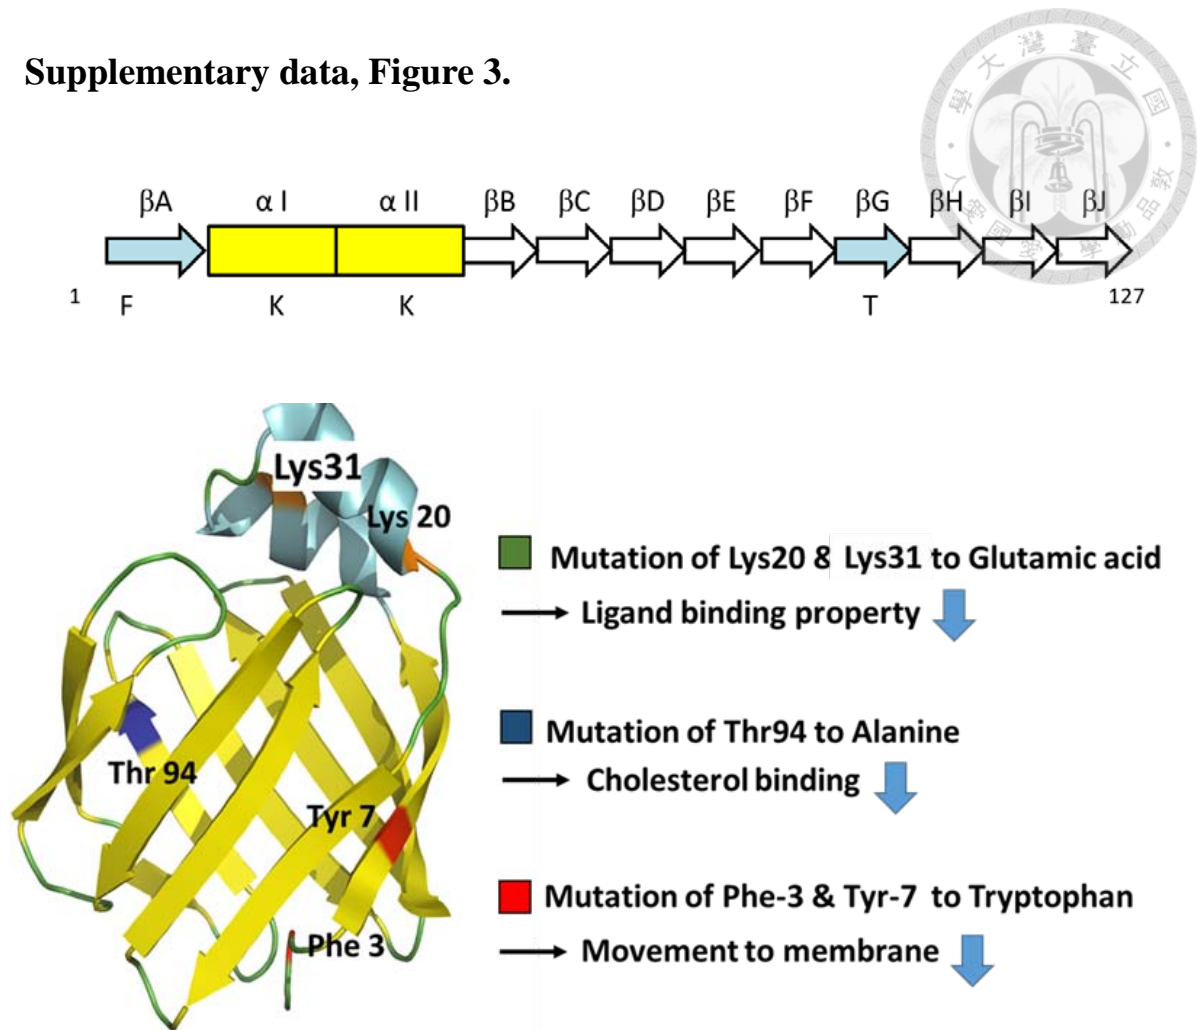 Supplementary data, Figure 3.
βA α I α II βB βC βD βE βF βG βH βI βJ
1 F K K T 127
Lys31
Lys 20
Thr 94
Tyr 7
Phe 3
Mutation of Lys20 & Lys31 to Glutamic acid
Ligand binding property
Mutation of Thr94 to Alanine
Cholesterol binding
Mutation of Phe-3 & Tyr-7 to Tryptophan
Movement to membrane